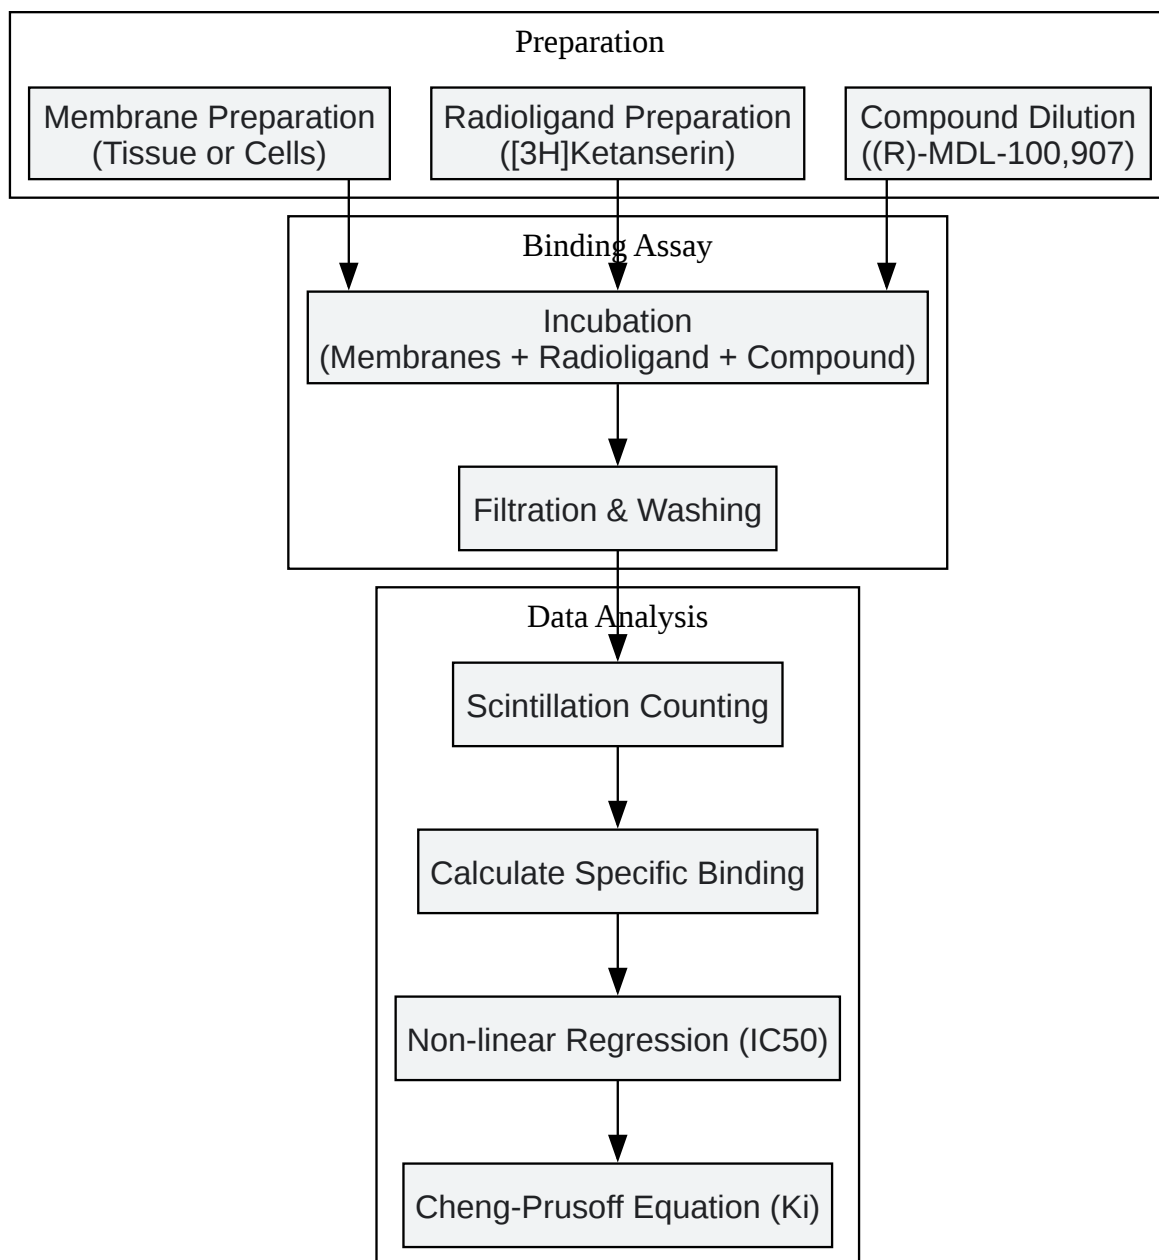 Preparation
Membrane Preparation
(Tissue or Cells)
Radioligand Preparation
([3H]Ketanserin)
Compound Dilution
((R)-MDL-100,907)
Binding Assay
Incubation
(Membranes + Radioligand + Compound)
Filtration & Washing
Data Analysis
Scintillation Counting
Calculate Specific Binding
Non-linear Regression (IC50)
Cheng-Prusoff Equation (Ki)